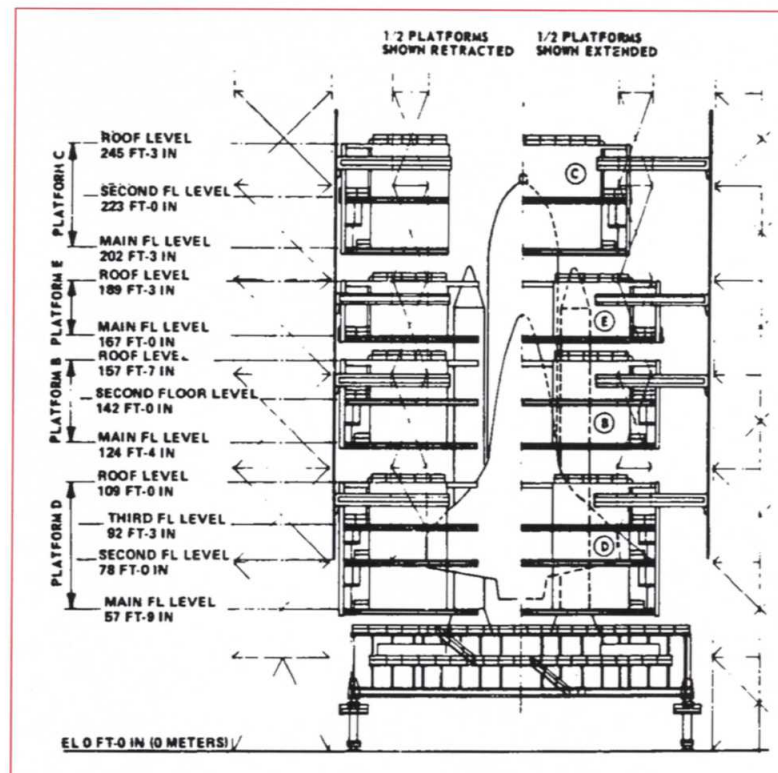 1/2 PLATFORMS
SHOWN RETRACTED
1/2 PLATFORMS
SHOWN EXTENDED
PLATFORM C
ROOF LEVEL
245 FT-3 IN
SECOND FL LEVEL
223 FT-0 IN
MAIN FL LEVEL
202 FT-3 IN
PLATFORM E
ROOF LEVEL
189 FT-3 IN
MAIN FL LEVEL
167 FT-0 IN
PLATFORM B
ROOF LEVEL
157 FT-7 IN
SECOND FLOOR LEVEL
142 FT-0 IN
MAIN FL LEVEL
124 FT-4 IN
PLATFORM D
ROOF LEVEL
109 FT-0 IN
THIRD FL LEVEL
92 FT-3 IN
SECOND FL LEVEL
78 FT-0 IN
MAIN FL LEVEL
57 FT-9 IN
C
E
B
D
EL 0 FT-0 IN (0 METERS)